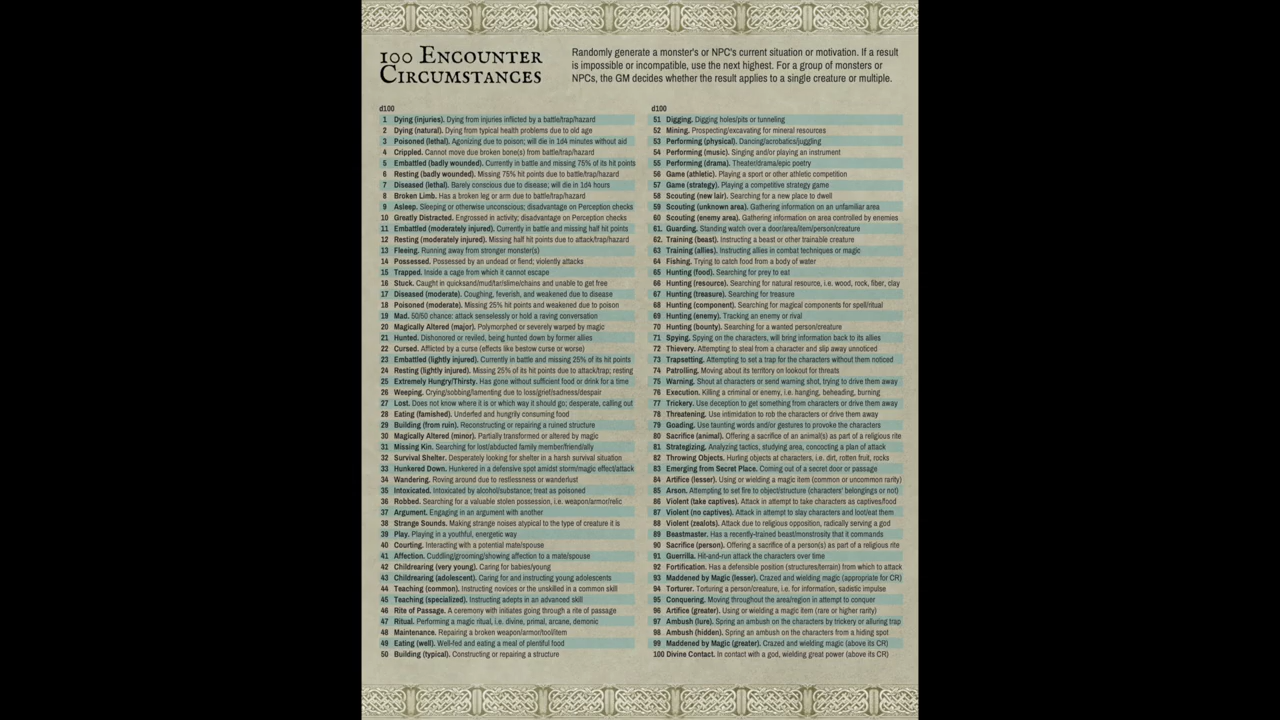 100 Encounter
Circumstances
Randomly generate a monster's or NPC's current situation or motivation. If a result
is impossible or incompatible, use the next highest. For a group of monsters or
NPCs, the GM decides whether the result applies to a single creature or multiple.
d100
1 Dying (injuries). Dying from injuries inflicted by a battle/trap/hazard
2 Dying (natural). Dying from typical health problems due to old age
3 Poisoned (lethal). Agonizing due to poison; will die in 1d4 minutes without aid
4 Crippled. Cannot move due broken bone(s) from battle/trap/hazard
5 Embattled (badly wounded). Currently in battle and missing 75% of its hit points
6 Resting (badly wounded). Missing 75% hit points due to battle/trap/hazard
7 Diseased (lethal). Barely conscious due to disease; will die in 1d4 hours
8 Broken Limb. Has a broken leg or arm due to battle/trap/hazard
9 Asleep. Sleeping or otherwise unconscious; disadvantage on Perception checks
10 Greatly Distracted. Engrossed in activity; disadvantage on Perception checks
11 Embattled (moderately injured). Currently in battle and missing half hit points
12 Resting (moderately injured). Missing half hit points due to attack/trap/hazard
13 Fleeing. Running away from stronger monster(s)
14 Possessed. Possessed by an undead or fiend; violently attacks
15 Trapped. Inside a cage from which it cannot escape
16 Stuck. Caught in quicksand/mud/tar/slime/chains and unable to get free
17 Diseased (moderate). Coughing, feverish, and weakened due to disease
18 Poisoned (moderate). Missing 25% hit points and weakened due to poison
19 Mad. 50/50 chance: attack senselessly or hold a raving conversation
20 Magically Altered (major). Polymorphed or severely warped by magic
21 Hunted. Dishonored or reviled, being hunted down by former allies
22 Cursed. Afflicted by a curse (effects like bestow curse or worse)
23 Embattled (lightly injured). Currently in battle and missing 25% of its hit points
24 Resting (lightly injured). Missing 25% of its hit points due to attack/trap; resting
25 Extremely Hungry/Thirsty. Has gone without sufficient food or drink for a time
26 Weeping. Crying/sobbing/lamenting due to loss/grief/sadness/despair
27 Lost. Does not know where it is or which way it should go; desperate, calling out
28 Eating (famished). Underfed and hungrily consuming food
29 Building (from ruin). Reconstructing or repairing a ruined structure
30 Magically Altered (minor). Partially transformed or altered by magic
31 Missing Kin. Searching for lost/abducted family member/friend/ally
32 Survival Shelter. Desperately looking for shelter in a harsh survival situation
33 Hunkered Down. Hunkered in a defensive spot amidst storm/magic effect/attack
34 Wandering. Roving around due to restlessness or wanderlust
35 Intoxicated. Intoxicated by alcohol/substance; treat as poisoned
36 Robbed. Searching for a valuable stolen possession, i.e. weapon/armor/relic
37 Argument. Engaging in an argument with another
38 Strange Sounds. Making strange noises atypical to the type of creature it is
39 Play. Playing in a youthful, energetic way
40 Courting. Interacting with a potential mate/spouse
41 Affection. Cuddling/grooming/showing affection to a mate/spouse
42 Childrearing (very young). Caring for babies/young
43 Childrearing (adolescent). Caring for and instructing young adolescents
44 Teaching (common). Instructing novices or the unskilled in a common skill
45 Teaching (specialized). Instructing adepts in an advanced skill
46 Rite of Passage. A ceremony with initiates going through a rite of passage
47 Ritual. Performing a magic ritual, i.e. divine, primal, arcane, demonic
48 Maintenance. Repairing a broken weapon/armor/tool/item
49 Eating (well). Well-fed and eating a meal of plentiful food
50 Building (typical). Constructing or repairing a structure
d100
51 Digging. Digging holes/pits or tunneling
52 Mining. Prospecting/excavating for mineral resources
53 Performing (physical). Dancing/acrobatics/juggling
54 Performing (music). Singing and/or playing an instrument
55 Performing (drama). Theater/drama/epic poetry
56 Game (athletic). Playing a sport or other athletic competition
57 Game (strategy). Playing a competitive strategy game
58 Scouting (new lair). Searching for a new place to dwell
59 Scouting (unknown area). Gathering information on an unfamiliar area
60 Scouting (enemy area). Gathering information on area controlled by enemies
61 Guarding. Standing watch over a door/area/item/person/creature
62 Training (beast). Instructing a beast or other trainable creature
63 Training (allies). Instructing allies in combat techniques or magic
64 Fishing. Trying to catch food from a body of water
65 Hunting (food). Searching for prey to eat
66 Hunting (resource). Searching for natural resource, i.e. wood, rock, fiber, clay
67 Hunting (treasure). Searching for treasure
68 Hunting (component). Searching for magical components for spell/ritual
69 Hunting (enemy). Tracking an enemy or rival
70 Hunting (bounty). Searching for a wanted person/creature
71 Spying. Spying on the characters, will bring information back to its allies
72 Thievery. Attempting to steal from a character and slip away unnoticed
73 Trapsetting. Attempting to set a trap for the characters without them noticed
74 Patrolling. Moving about its territory on lookout for threats
75 Warning. Shout at characters or send warning shot, trying to drive them away
76 Execution. Killing a criminal or enemy, i.e. hanging, beheading, burning
77 Trickery. Use deception to get something from characters or drive them away
78 Threatening. Use intimidation to rob the characters or drive them away
79 Goading. Use taunting words and/or gestures to provoke the characters
80 Sacrifice (animal). Offering a sacrifice of an animal(s) as part of a religious rite
81 Strategizing. Analyzing tactics, studying area, concocting a plan of attack
82 Throwing Objects. Hurling objects at characters, i.e. dirt, rotten fruit, rocks
83 Emerging from Secret Place. Coming out of a secret door or passage
84 Artifice (lesser). Using or wielding a magic item (common or uncommon rarity)
85 Arson. Attempting to set fire to object/structure (characters' belongings or not)
86 Violent (take captives). Attack in attempt to take characters as captives/food
87 Violent (no captives). Attack in attempt to slay characters and loot/eat them
88 Violent (zealots). Attack due to religious opposition, radically serving a god
89 Beastmaster. Has a recently-trained beast/monstrosity that it commands
90 Sacrifice (person). Offering a sacrifice of a person(s) as part of a religious rite
91 Guerrilla. Hit-and-run attack the characters over time
92 Fortification. Has a defensible position (structures/terrain) from which to attack
93 Maddened by Magic (lesser). Crazed and wielding magic (appropriate for CR)
94 Torturer. Torturing a person/creature, i.e. for information, sadistic impulse
95 Conquering. Moving throughout the area/region in attempt to conquer
96 Artifice (greater). Using or wielding a magic item (rare or higher rarity)
97 Ambush (lure). Spring an ambush on the characters by trickery or alluring trap
98 Ambush (hidden). Spring an ambush on the characters from a hiding spot
99 Maddened by Magic (greater). Crazed and wielding magic (above its CR)
100 Divine Contact. In contact with a god, wielding great power (above its CR)